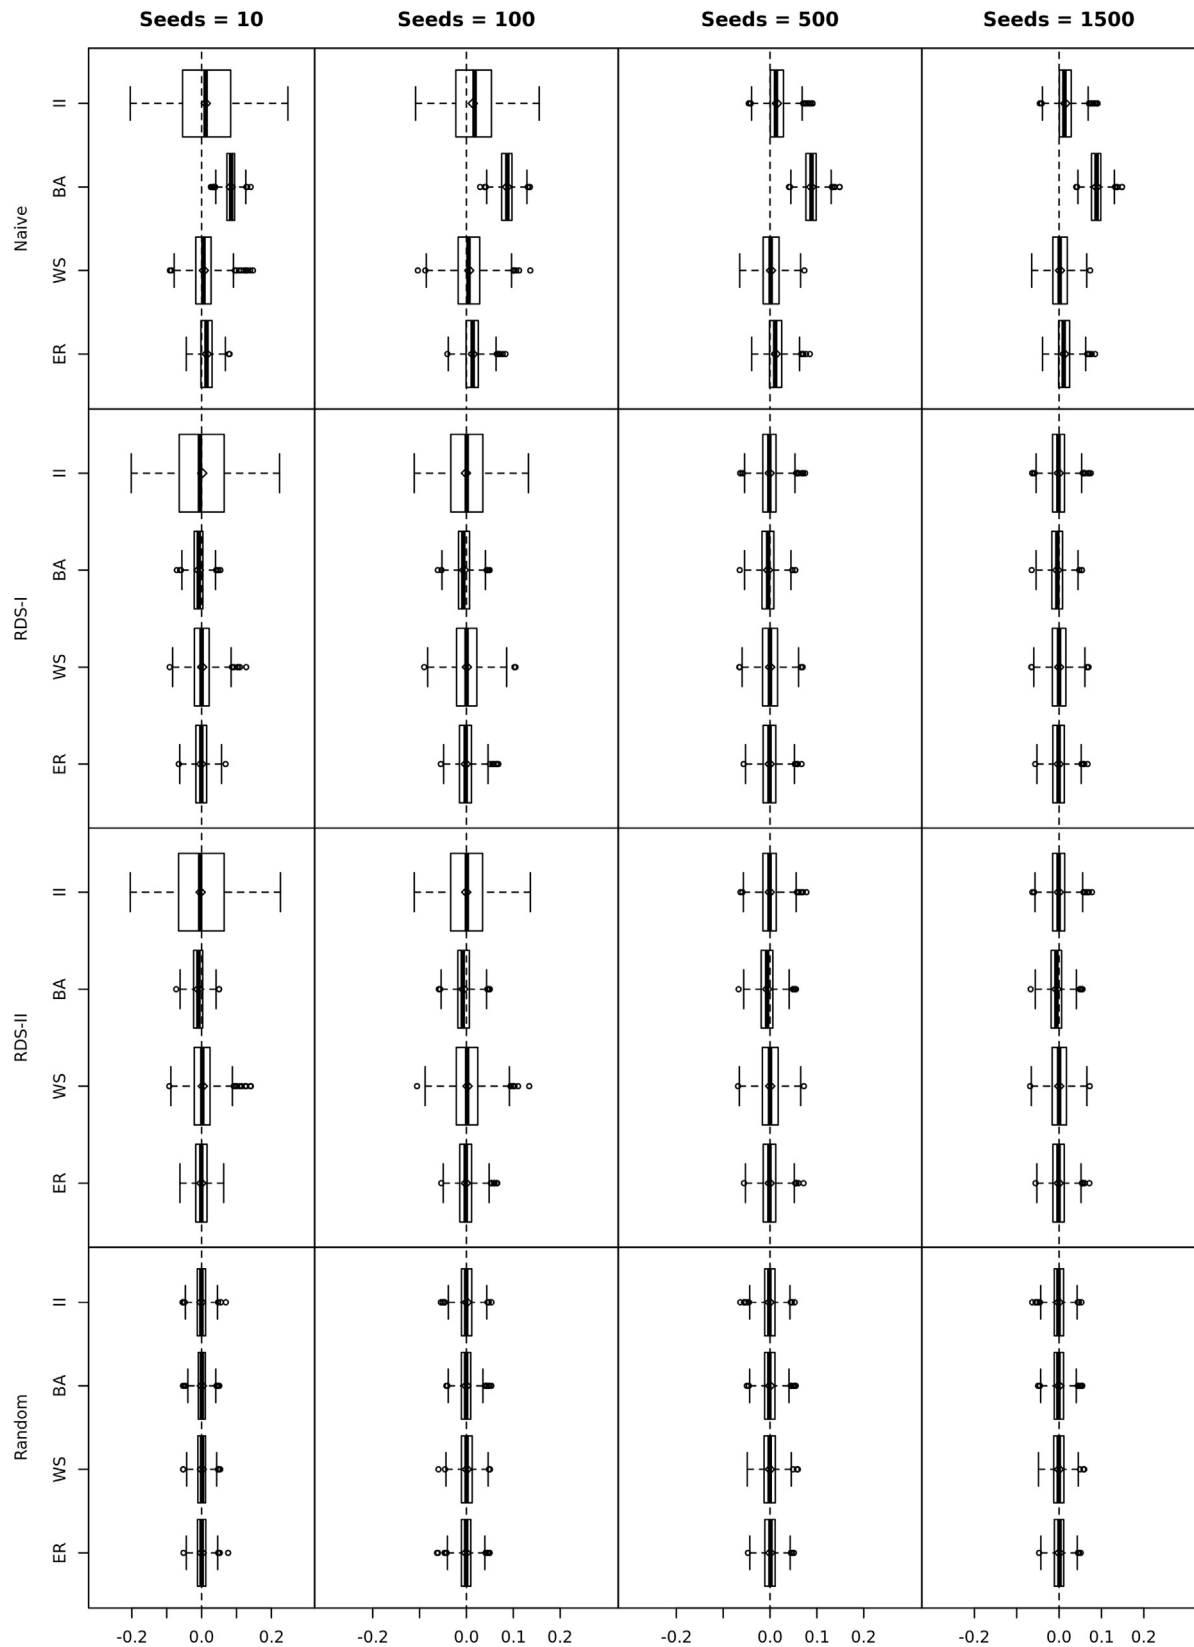 Seeds = 10 Seeds = 100 Seeds = 500 Seeds = 1500
Naive
II
BA
WS
ER
RDS-I
II
BA
WS
ER
RDS-II
II
BA
WS
ER
Random
II
BA
WS
ER
-0.2 0.0 0.2 -0.2 0.0 0.1 0.2 -0.2 0.0 0.1 0.2 -0.2 0.0 0.1 0.2